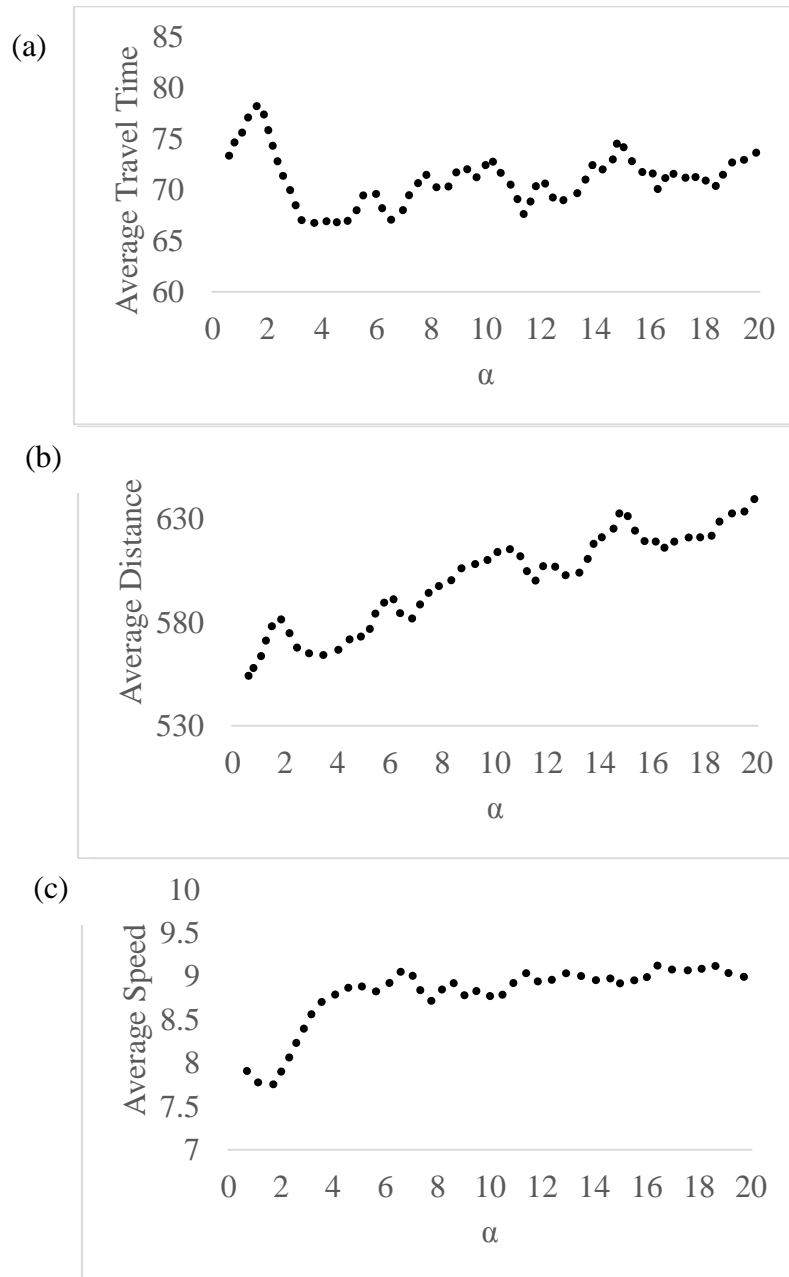 (a)
Average Travel Time
85
80
75
70
65
60
0 2 4 6 8 10 12 14 16 18 20
α
(b)
Average Distance
630
580
530
0 2 4 6 8 10 12 14 16 18 20
α
(c)
Average Speed
10
9.5
9
8.5
8
7.5
7
0 2 4 6 8 10 12 14 16 18 20
α